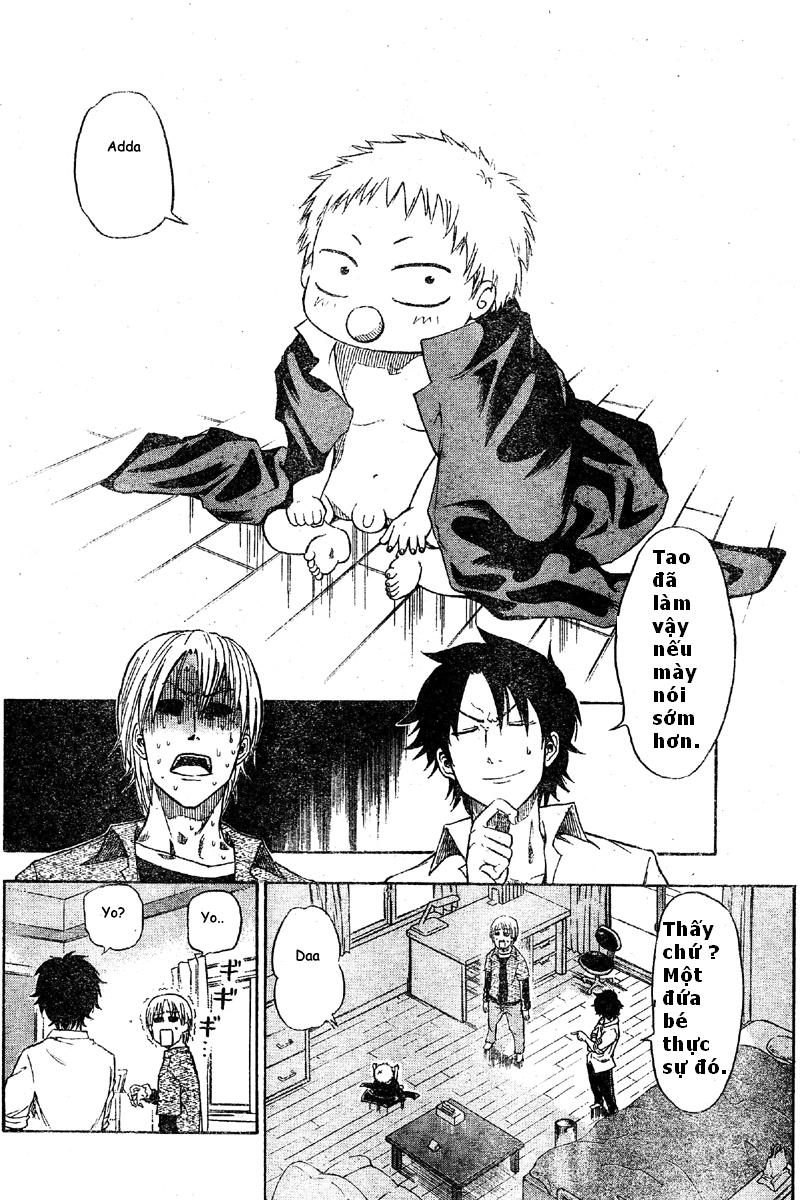 Adda
Tao
đã
làm
vậy
nếu
mày
nói
sớm
hơn.
Yo?
Yo..
ギギギ
Daa
Thấy
chứ ?
Một
đứa
bé
thực
sự đó.